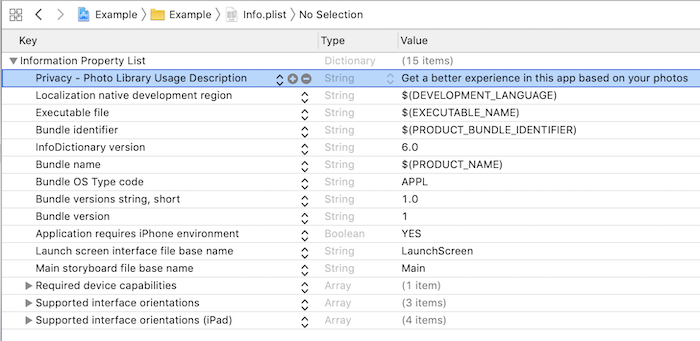 Example Example Info.plist No Selection
Key Type Value
Information Property List Dictionary (15 items)
Privacy - Photo Library Usage Description String Get a better experience in this app based on your photos
Localization native development region String $(DEVELOPMENT_LANGUAGE)
Executable file String $(EXECUTABLE_NAME)
Bundle identifier String $(PRODUCT_BUNDLE_IDENTIFIER)
InfoDictionary version String 6.0
Bundle name String $(PRODUCT_NAME)
Bundle OS Type code String APPL
Bundle versions string, short String 1.0
Bundle version String 1
Application requires iPhone environment Boolean YES
Launch screen interface file base name String LaunchScreen
Main storyboard file base name String Main
Required device capabilities Array (1 item)
Supported interface orientations Array (3 items)
Supported interface orientations (iPad) Array (4 items)